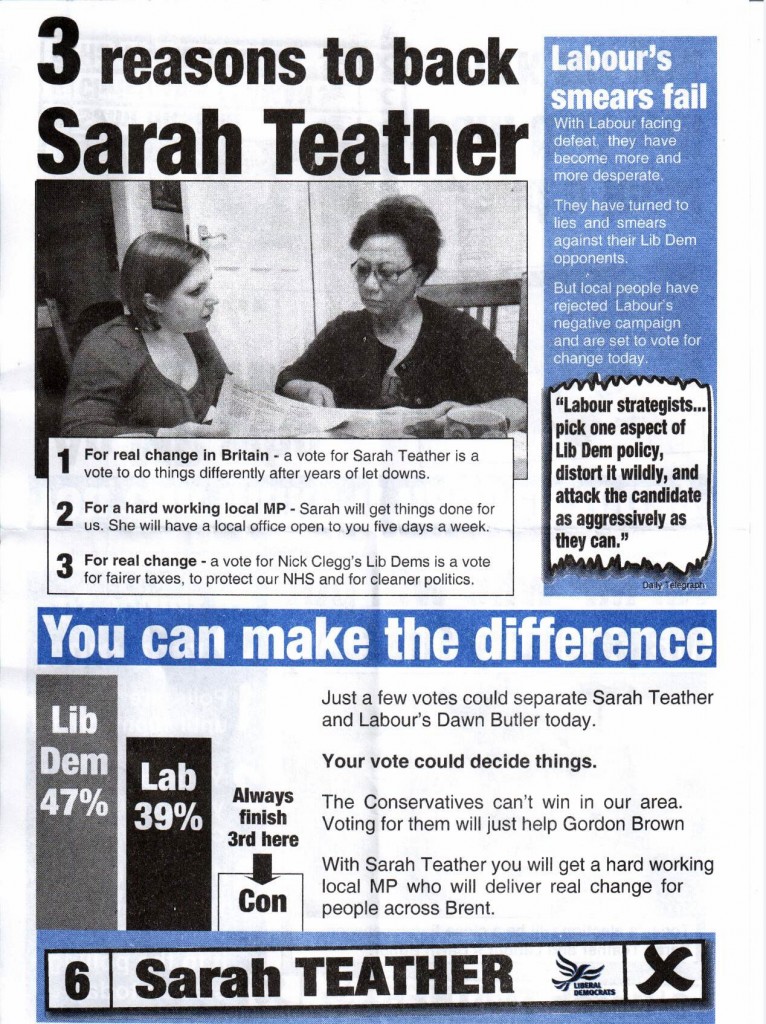 3 reasons to back
Sarah Teather
1 For real change in Britain - a vote for Sarah Teather is a
vote to do things differently after years of let downs.
2 For a hard working local MP - Sarah will get things done for
us. She will have a local office open to you five days a week.
3 For real change - a vote for Nick Clegg's Lib Dems is a vote
for fairer taxes, to protect our NHS and for cleaner politics.
Labour's
smears fail
With Labour facing
defeat, they have
become more and
more desperate.
They have turned to
lies and smears
against their Lib Dem
opponents.
But local people have
rejected Labour's
negative campaign
and are set to vote for
change today.
“Labour strategists...
pick one aspect of
Lib Dem policy,
distort it wildly, and
attack the candidate
as aggressively as
they can.”
Daily Telegraph
You can make the difference
Lib
Dem
47%
Lab
39%
Always
finish
3rd here
Con
Just a few votes could separate Sarah Teather
and Labour's Dawn Butler today.
Your vote could decide things.
The Conservatives can't win in our area.
Voting for them will just help Gordon Brown
With Sarah Teather you will get a hard working
local MP who will deliver real change for
people across Brent.
6 Sarah TEATHER
LIBERAL
DEMOCRATS